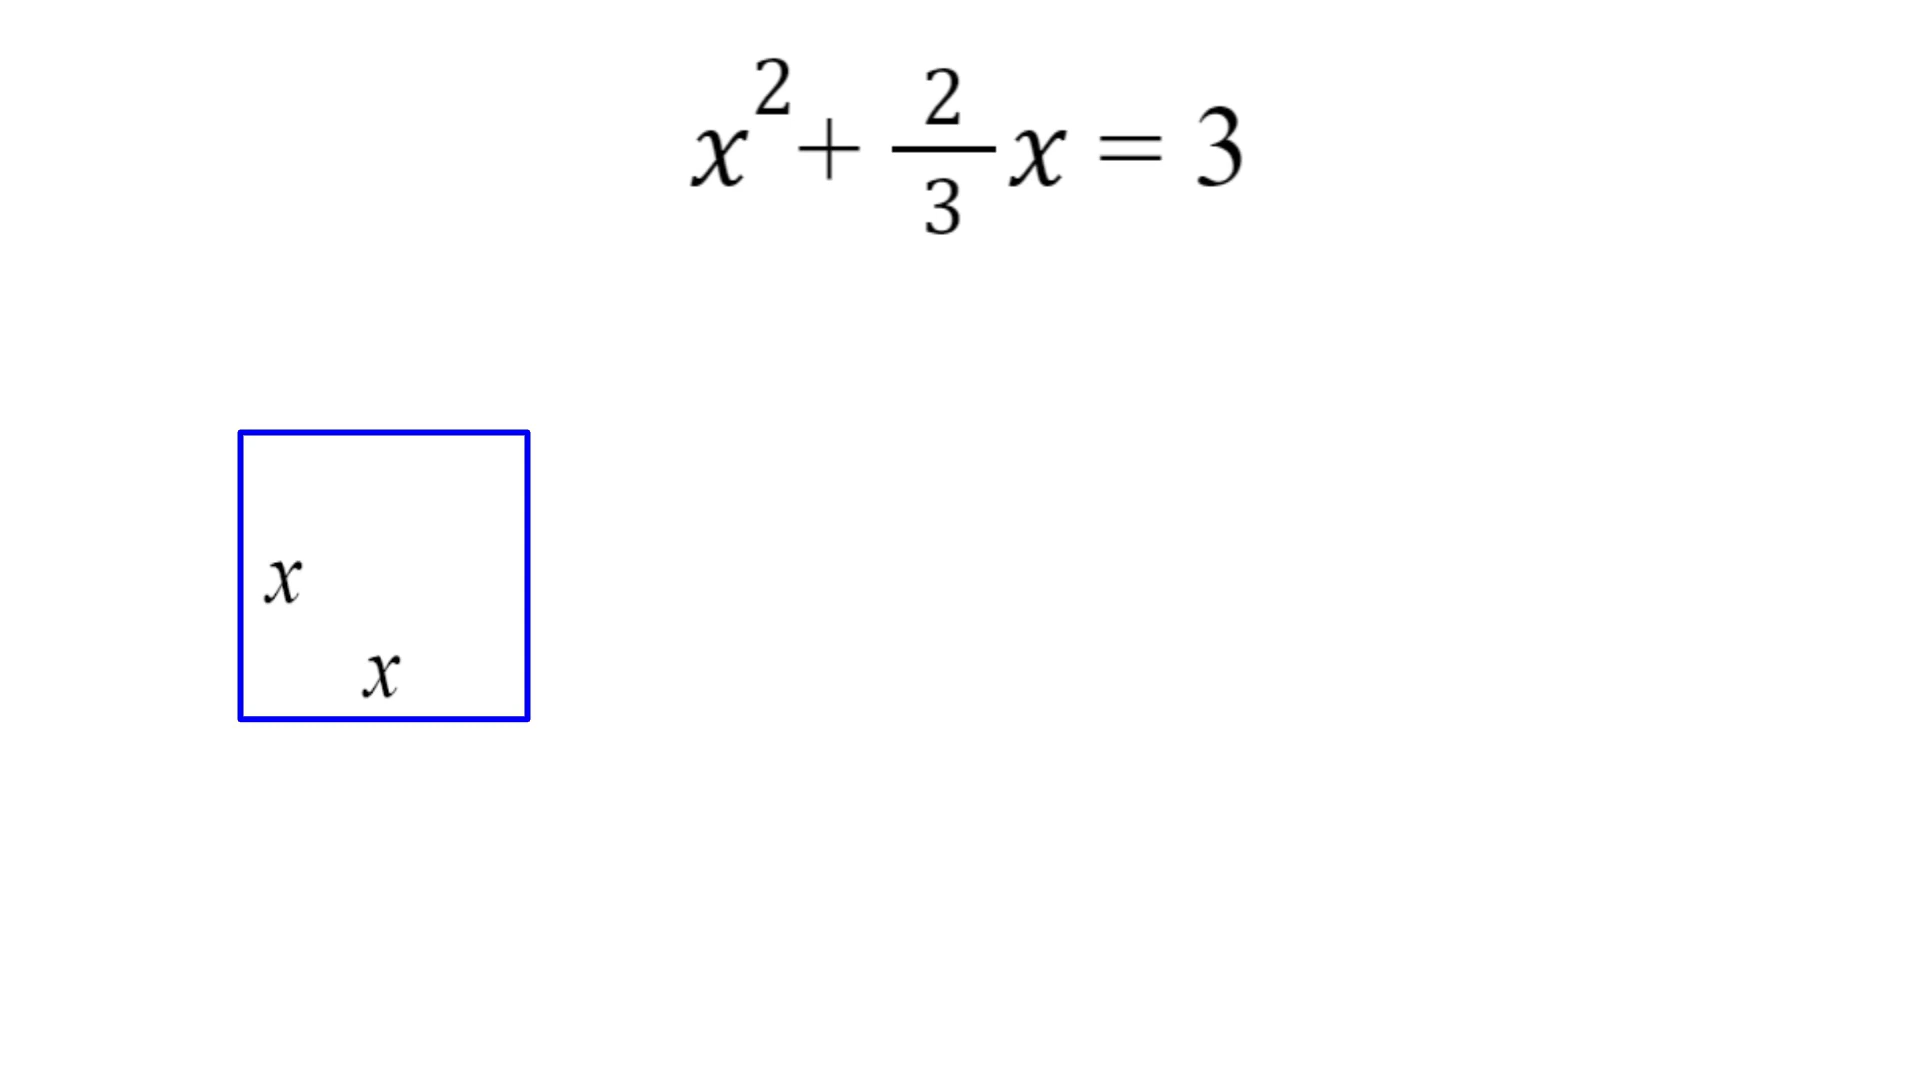 x² + 2/3 x = 3
x
x